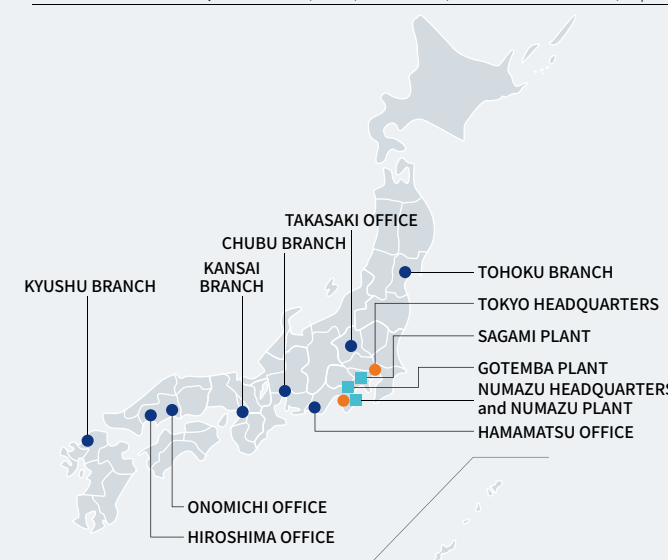 TAKASAKI OFFICE
CHUBU BRANCH
KANSAI
BRANCH
KYUSHU BRANCH
TOHOKU BRANCH
TOKYO HEADQUARTERS
SAGAMI PLANT
GOTEMBA PLANT
NUMAZU HEADQUARTERS
and NUMAZU PLANT
HAMAMATSU OFFICE
ONOMICHI OFFICE
HIROSHIMA OFFICE